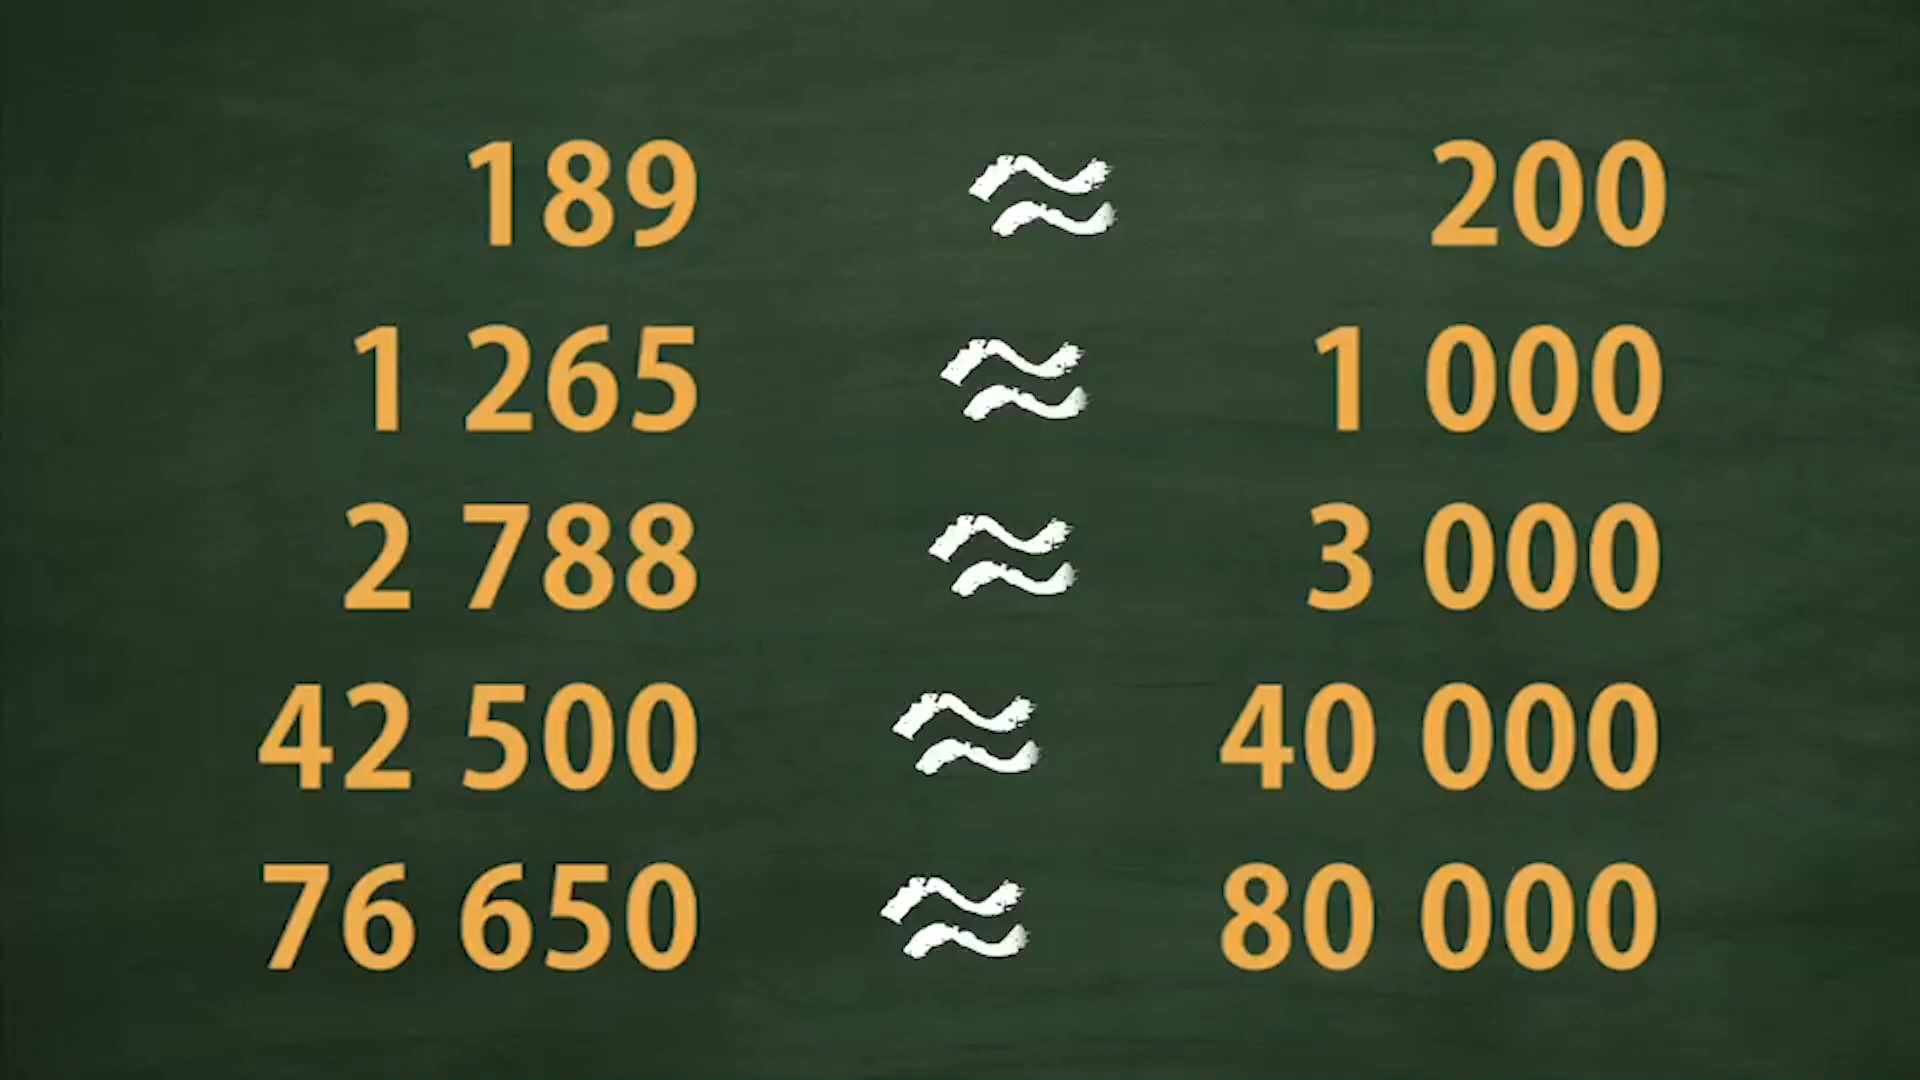 189 ≈ 200
1 265 ≈ 1 000
2 788 ≈ 3 000
42 500 ≈ 40 000
76 650 ≈ 80 000